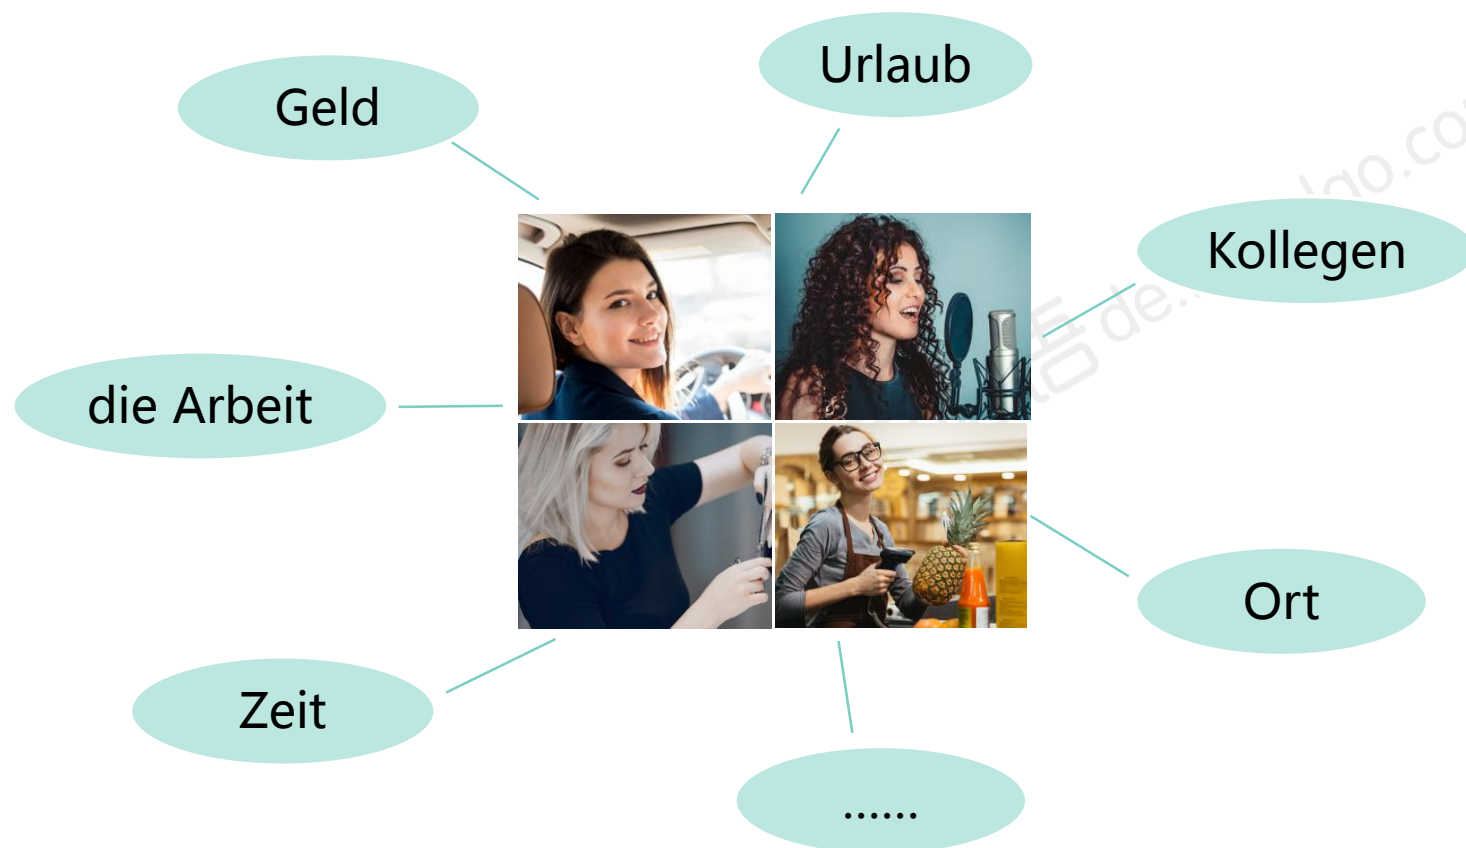 Urlaub
Geld
Kollegen
die Arbeit
Ort
Zeit
......